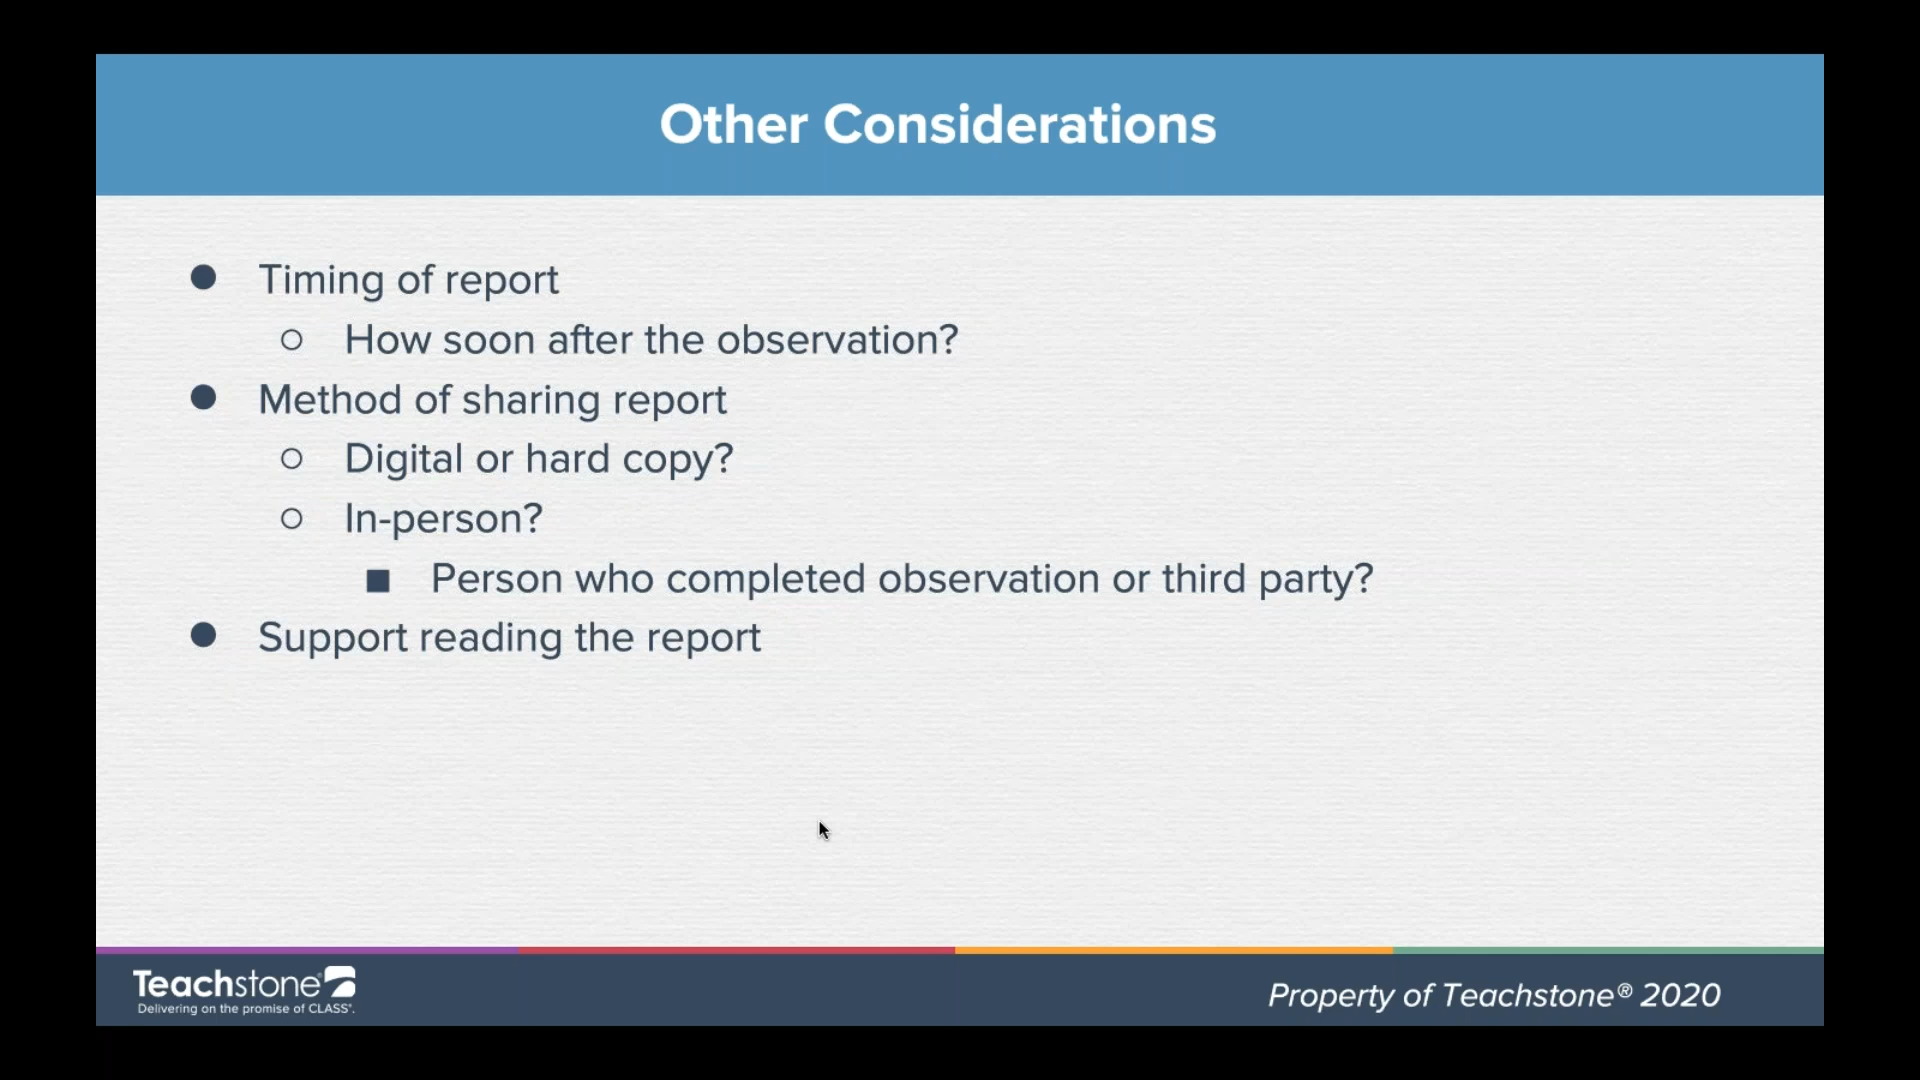 Other Considerations
● Timing of report
○ How soon after the observation?
● Method of sharing report
○ Digital or hard copy?
○ In-person?
■ Person who completed observation or third party?
● Support reading the report
Teachstone®
Delivering on the promise of CLASS®.
Property of Teachstone® 2020